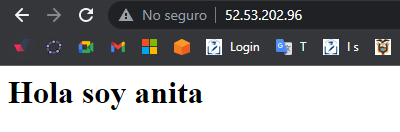 No seguro | 52.53.202.96
Login T I s
Hola soy anita